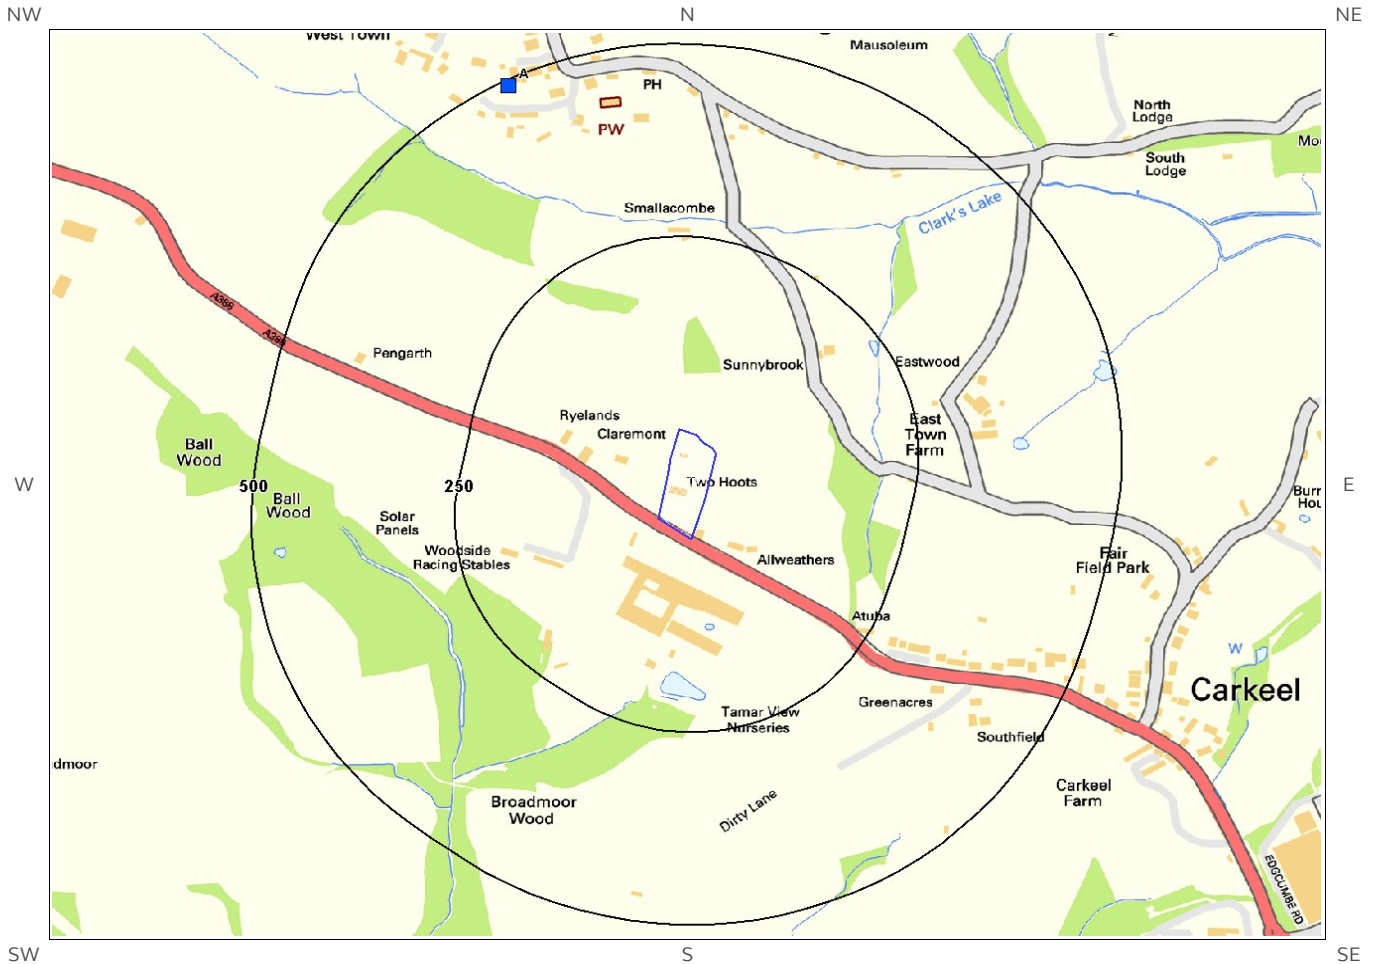 NW
N
NE
West Town
Mausoleum
A
PH
PW
North
Lodge
South
Lodge
Smallacombe
Clark's Lake
A388
A388
Pengarth
Sunnybrook
Eastwood
Ryelands
Claremont
East
Town
Farm
Ball
Wood
W
500
250
Two Hoots
E
Ball
Wood
Solar
Panels
Woodside
Racing Stables
Allweathers
Fair
Field Park
Atuba
W
Carkeel
Greenacres
Tamar View
Nurseries
Southfield
dmoor
Carkeel
Farm
Broadmoor
Wood
Dirty Lane
EDGCUMBE RD
SW
S
SE